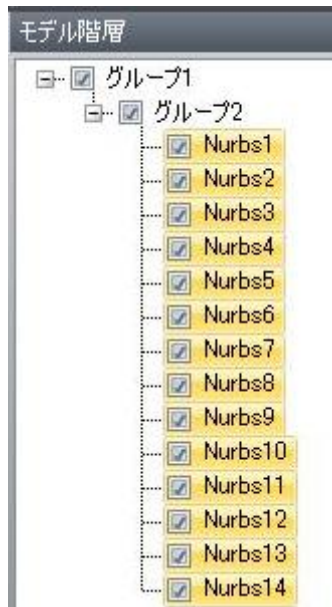 モデル階層
グループ1
グループ2
Nurbs1
Nurbs2
Nurbs3
Nurbs4
Nurbs5
Nurbs6
Nurbs7
Nurbs8
Nurbs9
Nurbs10
Nurbs11
Nurbs12
Nurbs13
Nurbs14